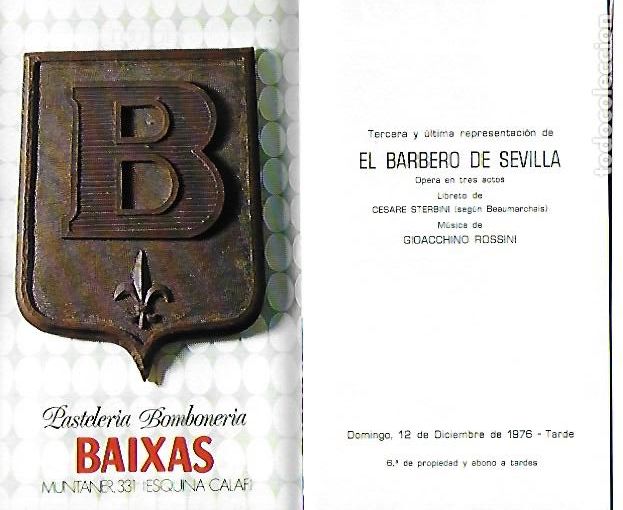 B
Pastelería Bombonería
BAIXAS
MUNTANER, 331 (ESQUINA CALAF)
Tercera y última representación de
EL BARBERO DE SEVILLA
Opera en tres actos
Libreto de
CESARE STERBINI (según Beaumarchais)
Música de
GIOACCHINO ROSSINI
Domingo, 12 de Diciembre de 1976 - Tarde
6.ª de propiedad y abono a tardes
todocoleccion